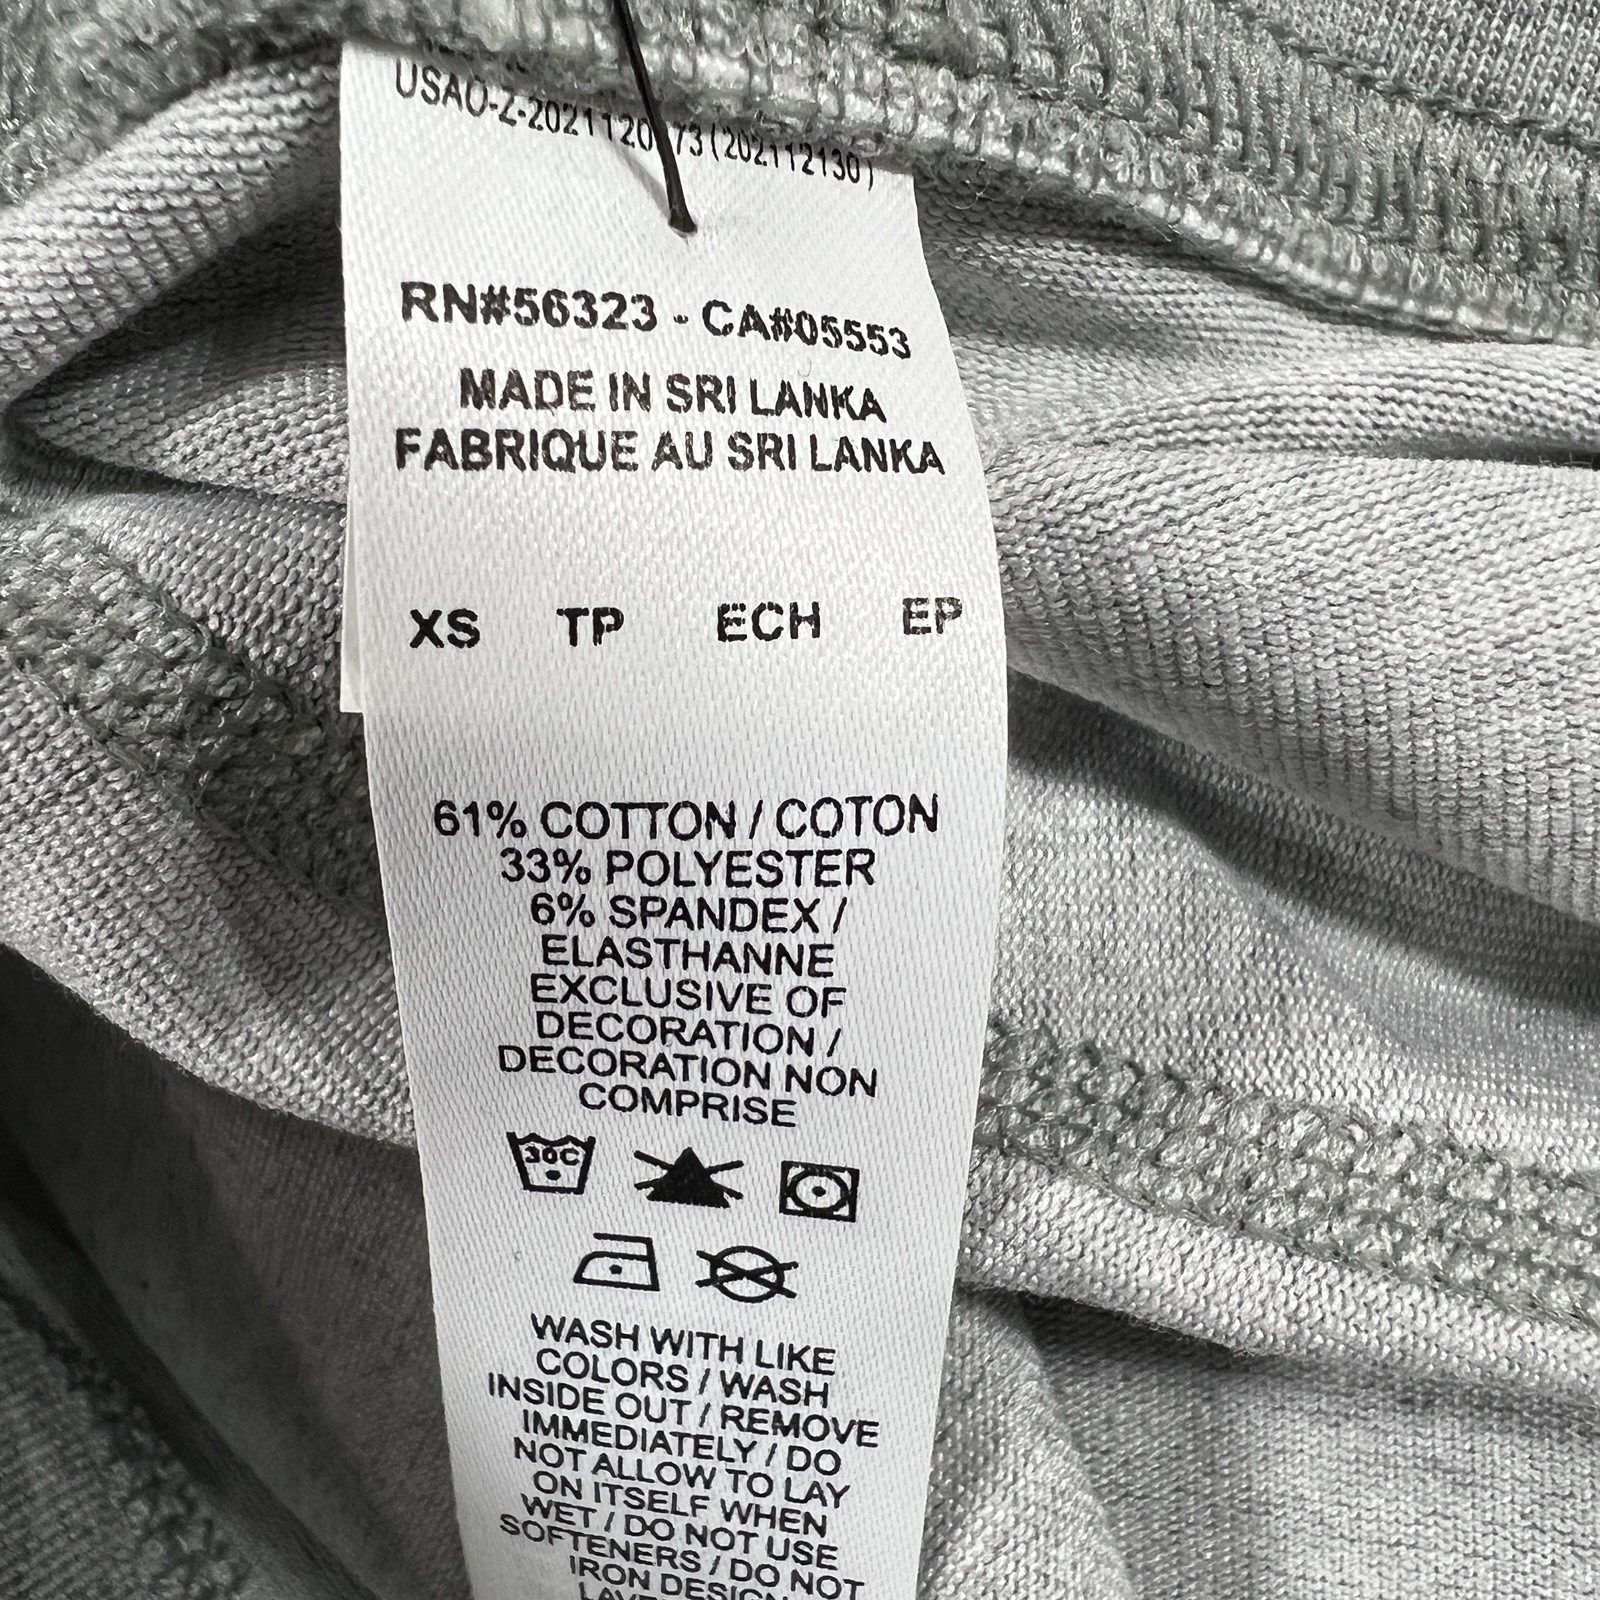 USAO-Z-2021120 73 (202112130)
RN#56323 - CA#05553
MADE IN SRI LANKA
FABRIQUE AU SRI LANKA
XS TP ECH EP
61% COTTON / COTON
33% POLYESTER
6% SPANDEX /
ELASTHANNE
EXCLUSIVE OF
DECORATION /
DECORATION NON
COMPRISE
30C
WASH WITH LIKE
COLORS / WASH
INSIDE OUT / REMOVE
IMMEDIATELY / DO
NOT ALLOW TO LAY
ON ITSELF WHEN
WET / DO NOT USE
SOFTENERS / DO NOT
IRON DESIGN